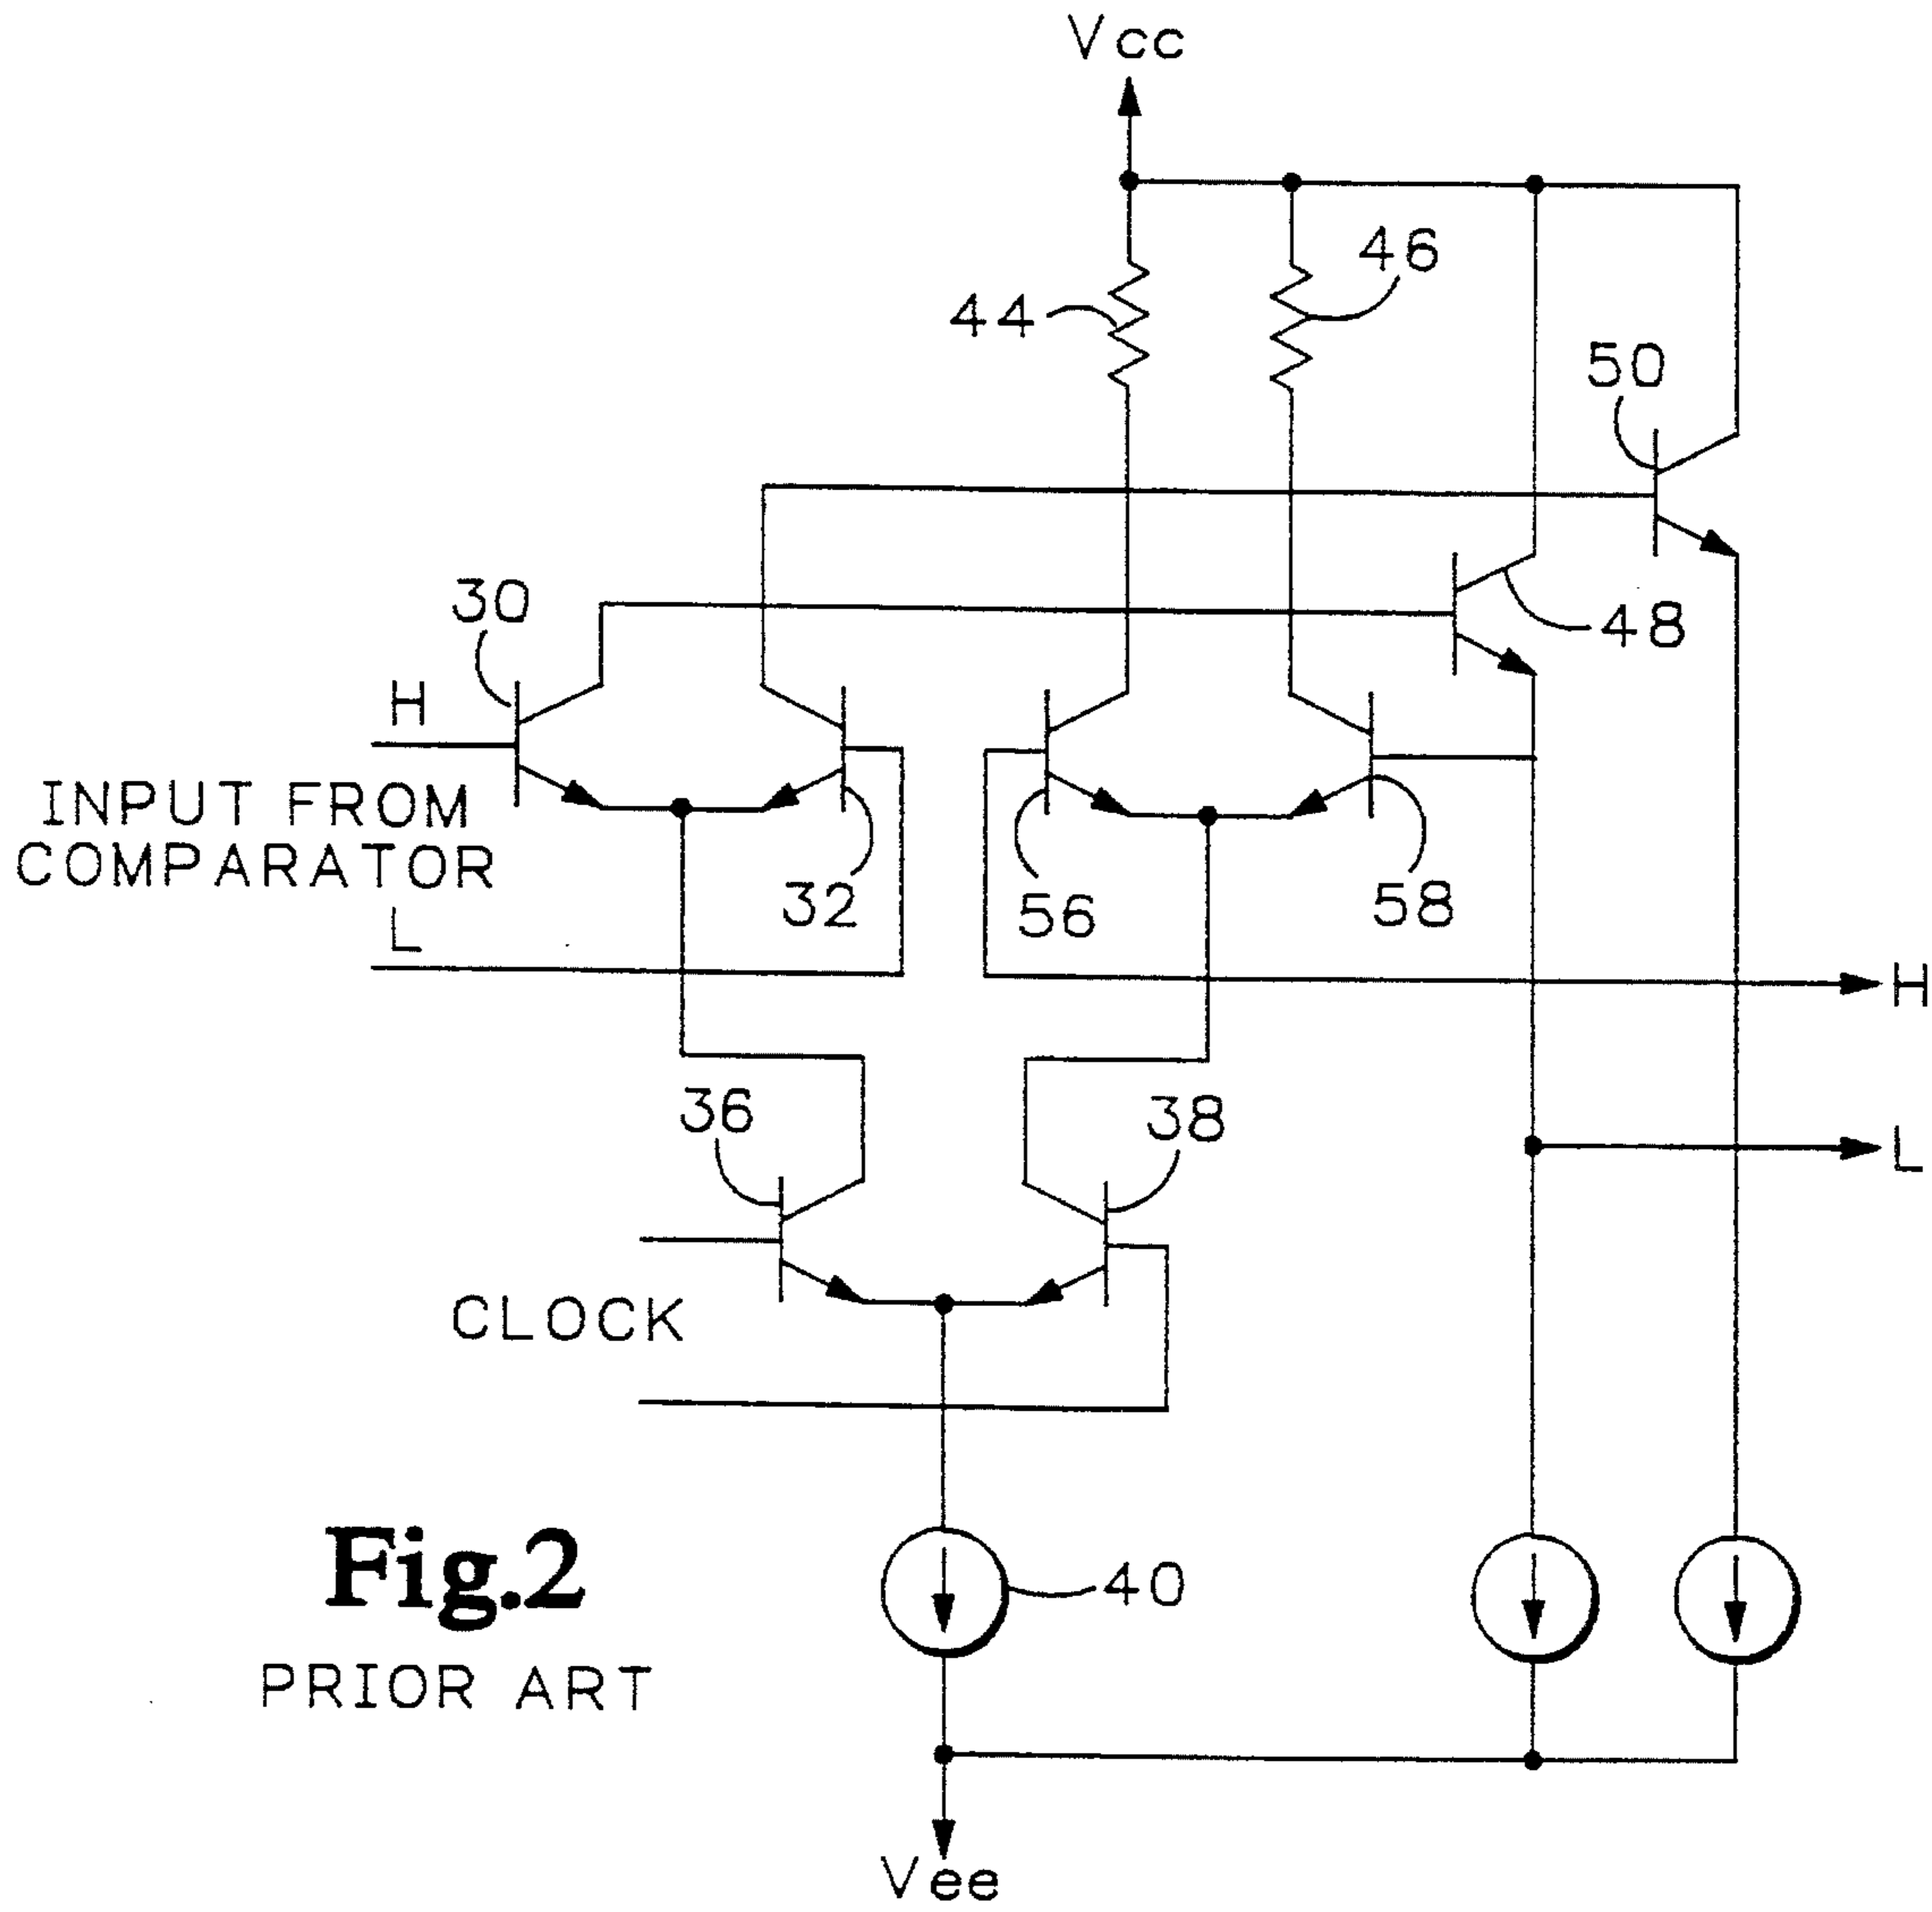 Vcc
46
44
50
30
48
H
INPUT FROM
COMPARATOR
32
56
58
L
H
36
38
L
CLOCK
Fig.2
40
PRIOR ART
Vee